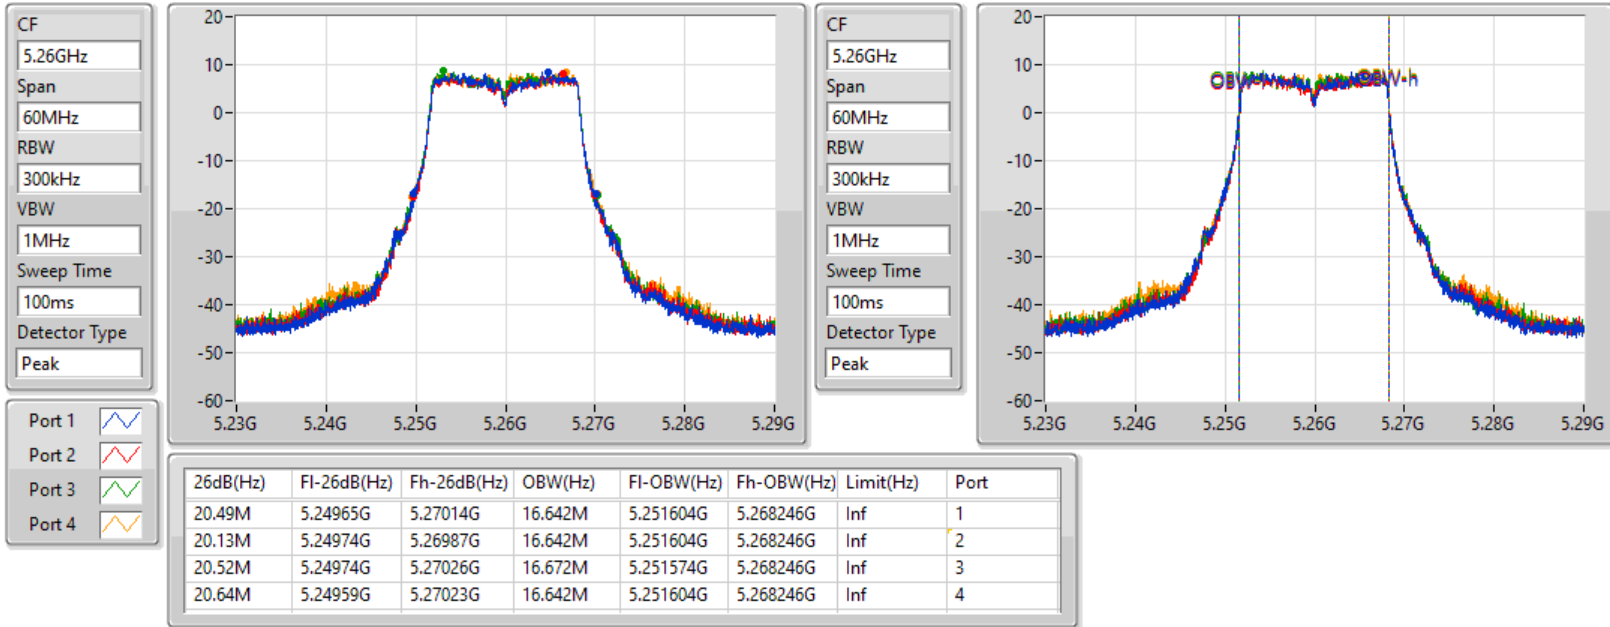 CF
5.26GHz
Span
60MHz
RBW
300kHz
VBW
1MHz
Sweep Time
100ms
Detector Type
Peak
Port 1
Port 2
Port 3
Port 4
20
10
0
-10
-20
-30
-40
-50
-60
5.23G 5.24G 5.25G 5.26G 5.27G 5.28G 5.29G
CF
5.26GHz
Span
60MHz
RBW
300kHz
VBW
1MHz
Sweep Time
100ms
Detector Type
Peak
20
10
0
-10
-20
-30
-40
-50
-60
OBW-h
5.23G 5.24G 5.25G 5.26G 5.27G 5.28G 5.29G
26dB(Hz) Fl-26dB(Hz) Fh-26dB(Hz) OBW(Hz) Fl-OBW(Hz) Fh-OBW(Hz) Limit(Hz) Port
20.49M 5.24965G 5.27014G 16.642M 5.251604G 5.268246G Inf 1
20.13M 5.24974G 5.26987G 16.642M 5.251604G 5.268246G Inf 2
20.52M 5.24974G 5.27026G 16.672M 5.251574G 5.268246G Inf 3
20.64M 5.24959G 5.27023G 16.642M 5.251604G 5.268246G Inf 4